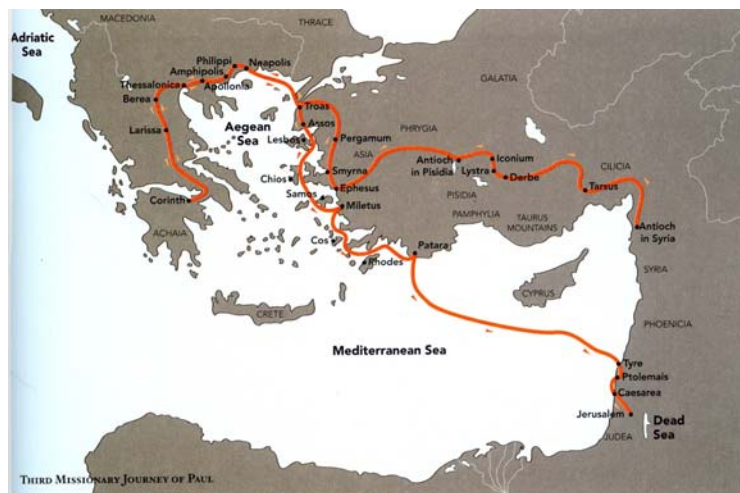 MACEDONIA
THRACE
Adriatic
Sea
Philippi
Neapolis
Amphipolis
Thessalonica
Apollonia
Berea
GALATIA
Troas
Larissa
Assos
Aegean
Sea
Lesbos
Pergamum
PHRYGIA
ASIA
Antioch
in Pisidia
Iconium
Lystra
Derbe
CILICIA
Chios
Smyrna
Tarsus
Samos
Ephesus
PISIDIA
Corinth
Miletus
PAMPHYLIA
TAURUS
MOUNTAINS
Antioch
in Syria
ACHAIA
Cos
Patara
Rhodes
SYRIA
CYPRUS
CRETE
PHOENICIA
Mediterranean Sea
Tyre
Ptolemais
Caesarea
Jerusalem
Dead
Sea
JUDEA
THIRD MISSIONARY JOURNEY OF PAUL